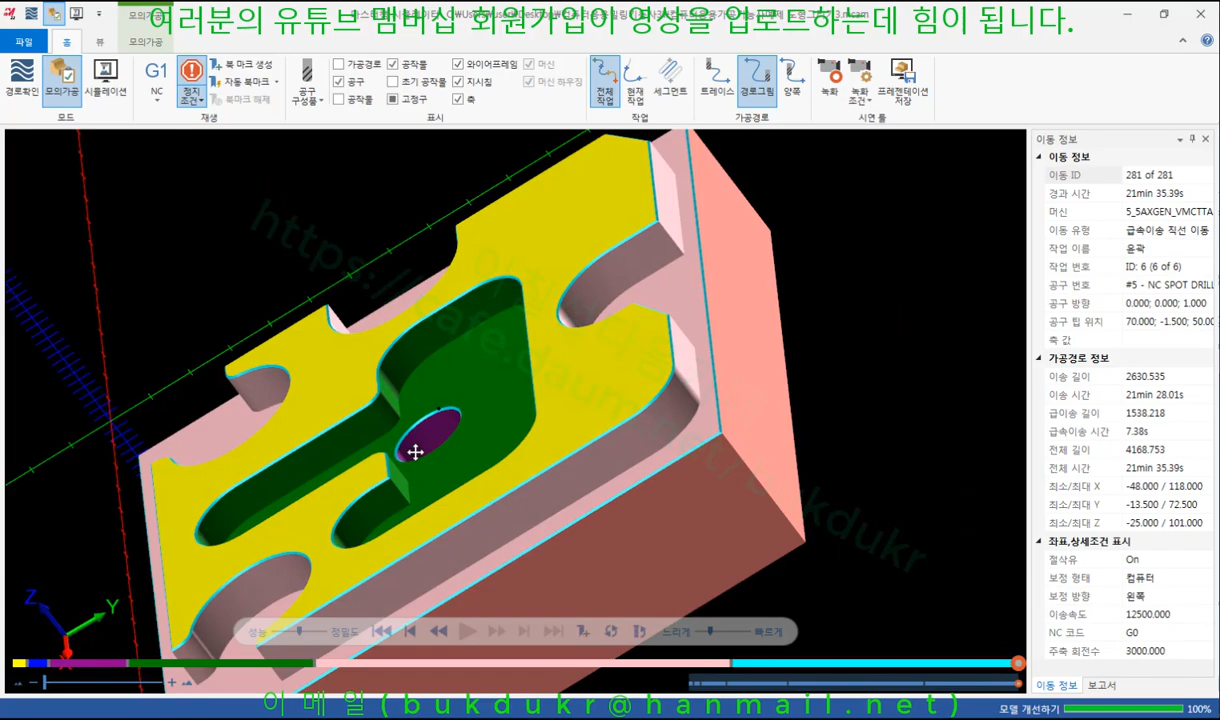 여러분의 유튜브 멤버쉽 회원가입이 영상을 업로드하는데 힘이 됩니다.
모의가공
파일
홈
뷰
모의가공
경로확인
모의가공
시뮬레이션
모드
G1
NC
정지
조건
북 마크 생성
자동 북마크
북마크 해제
재생
공구
구성품
마크가공경로
공작물
와이어프레임
머신
공구
초기 공작물
지시침
머신 하우징
공작물
고정구
축
표시
전체
작업
현재
작업
세그먼트
작업
트레이스
경로그림
양쪽
가공경로
녹화
녹화
조건
프레젠테이션
저장
시연 툴
이동 정보
이동 정보
이동 ID 281 of 281
경과 시간 21min 35.39s
머신 5_5AXGEN_VMCTTA
이동 유형 급속이송 직선 이동
작업 이름 윤곽
작업 번호 ID: 6 (6 of 6)
공구 번호 #5 - NC SPOT DRILL
공구 방향 0.000; 0.000; 1.000
공구 팁 위치 70.000; -1.500; 50.00
축 값
가공경로 정보
이송 길이 2630.535
이송 시간 21min 28.01s
급이송 길이 1538.218
급속이송 시간 7.38s
전체 길이 4168.753
전체 시간 21min 35.39s
최소/최대 X -48.000 / 118.000
최소/최대 Y -13.500 / 72.500
최소/최대 Z -25.000 / 101.000
좌표,상세조건 표시
절삭유 On
보정 형태 컴퓨터
보정 방향 왼쪽
이송속도 12500.000
NC 코드 G0
주축 회전수 3000.000
이동 정보
보고서
https://cafe.daum.net/bukdukr
Z
Y
X
성능
정밀도
느리게
빠르게
이 메 일 ( b u k d u k r @ h a n m a i l . n e t )
모델 개선하기
100%